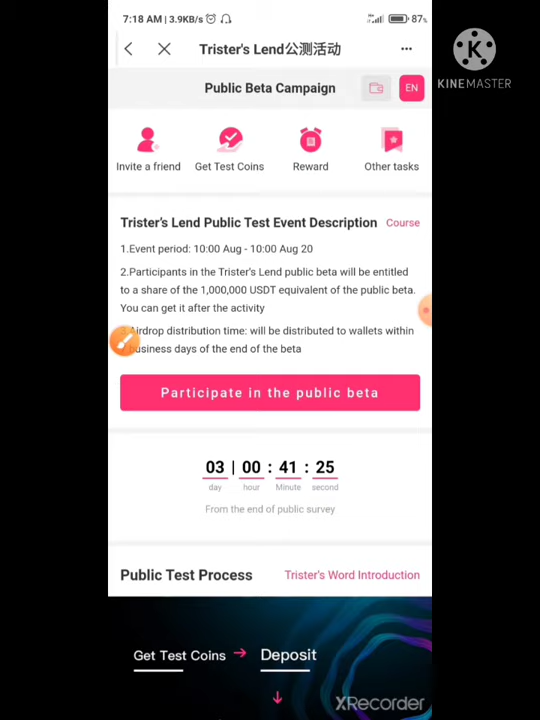 7:18 AM | 3.9KB/s
87%
Trister's Lend公测活动
KINEMASTER
Public Beta Campaign
EN
Invite a friend
Get Test Coins
Reward
Other tasks
Trister's Lend Public Test Event Description
Course
1.Event period: 10:00 Aug - 10:00 Aug 20
2.Participants in the Trister's Lend public beta will be entitled
to a share of the 1,000,000 USDT equivalent of the public beta.
You can get it after the activity
Airdrop distribution time: will be distributed to wallets within
business days of the end of the beta
Participate in the public beta
03 | 00 : 41 : 25
day hour Minute second
From the end of public survey
Public Test Process
Trister's Word Introduction
Get Test Coins → Deposit
XRecorder